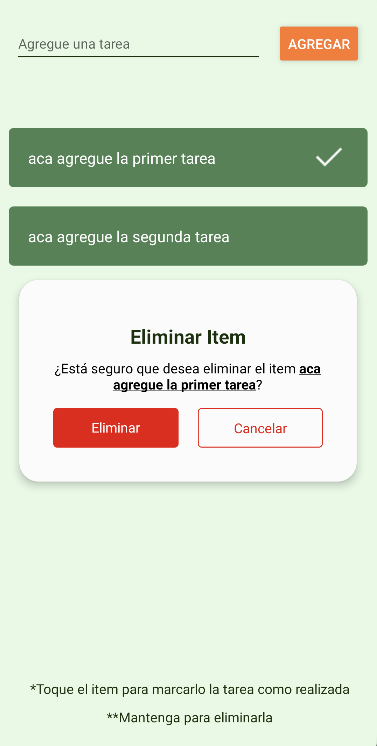 Agregue una tarea
AGREGAR
aca agregue la primer tarea
aca agregue la segunda tarea
Eliminar Item
¿Está seguro que desea eliminar el item aca
agregue la primer tarea?
Eliminar
Cancelar
*Toque el item para marcarlo la tarea como realizada
**Mantenga para eliminarla